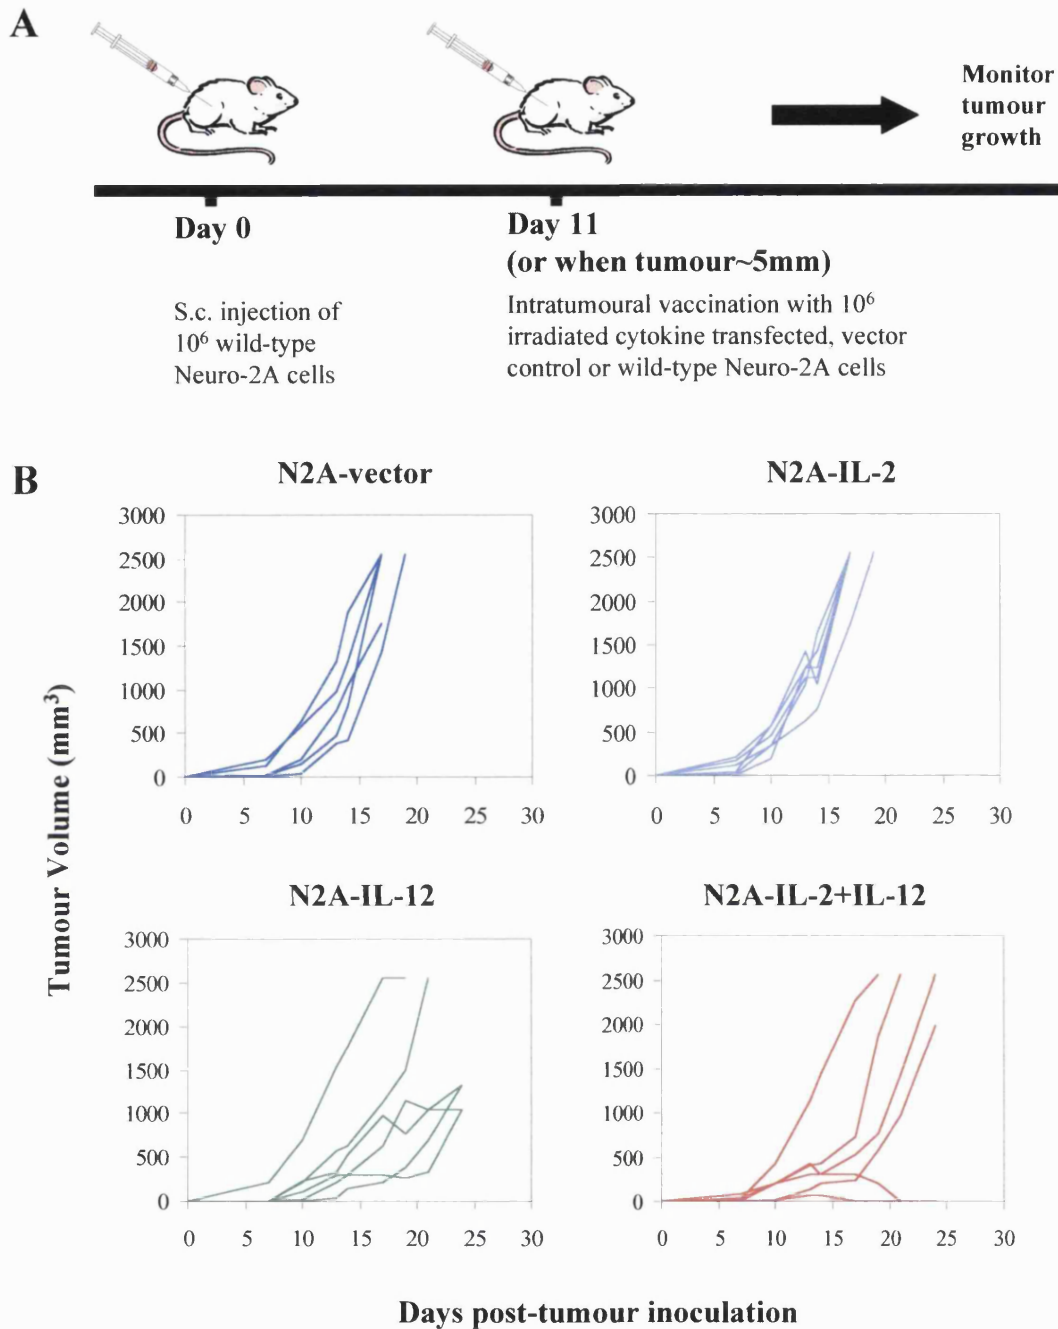 A
Monitor
tumour
growth
Day 0
S.c. injection of
10⁶ wild-type
Neuro-2A cells
Day 11
(or when tumour~5mm)
Intratumoural vaccination with 10⁶
irradiated cytokine transfected, vector
control or wild-type Neuro-2A cells
B
Tumour Volume (mm³)
N2A-vector
3000
2500
2000
1500
1000
500
0
0 5 10 15 20 25 30
N2A-IL-2
3000
2500
2000
1500
1000
500
0
0 5 10 15 20 25 30
N2A-IL-12
3000
2500
2000
1500
1000
500
0
0 5 10 15 20 25 30
N2A-IL-2+IL-12
3000
2500
2000
1500
1000
500
0
0 5 10 15 20 25 30
Days post-tumour inoculation